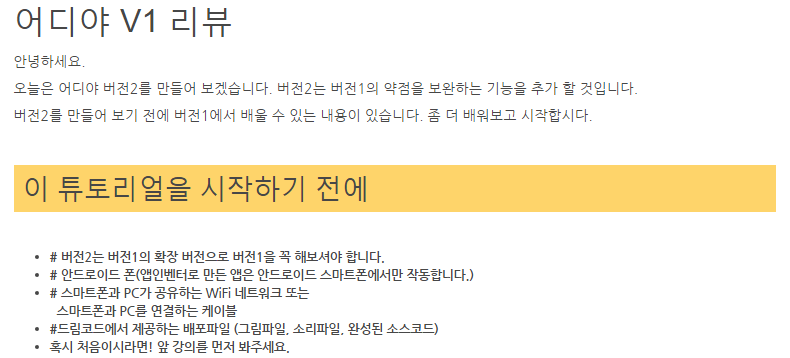 어디야 V1 리뷰
안녕하세요.
오늘은 어디야 버전2를 만들어 보겠습니다. 버전2는 버전1의 약점을 보완하는 기능을 추가 할 것입니다.
버전2를 만들어 보기 전에 버전1에서 배울 수 있는 내용이 있습니다. 좀 더 배워보고 시작합시다.
이 튜토리얼을 시작하기 전에
• # 버전2는 버전1의 확장 버전으로 버전1을 꼭 해보셔야 합니다.
• # 안드로이드 폰(앱인벤터로 만든 앱은 안드로이드 스마트폰에서만 작동합니다.)
• # 스마트폰과 PC가 공유하는 WiFi 네트워크 또는
스마트폰과 PC를 연결하는 케이블
• #드림코드에서 제공하는 배포파일 (그림파일, 소리파일, 완성된 소스코드)
• 혹시 처음이시라면! 앞 강의를 먼저 봐주세요.